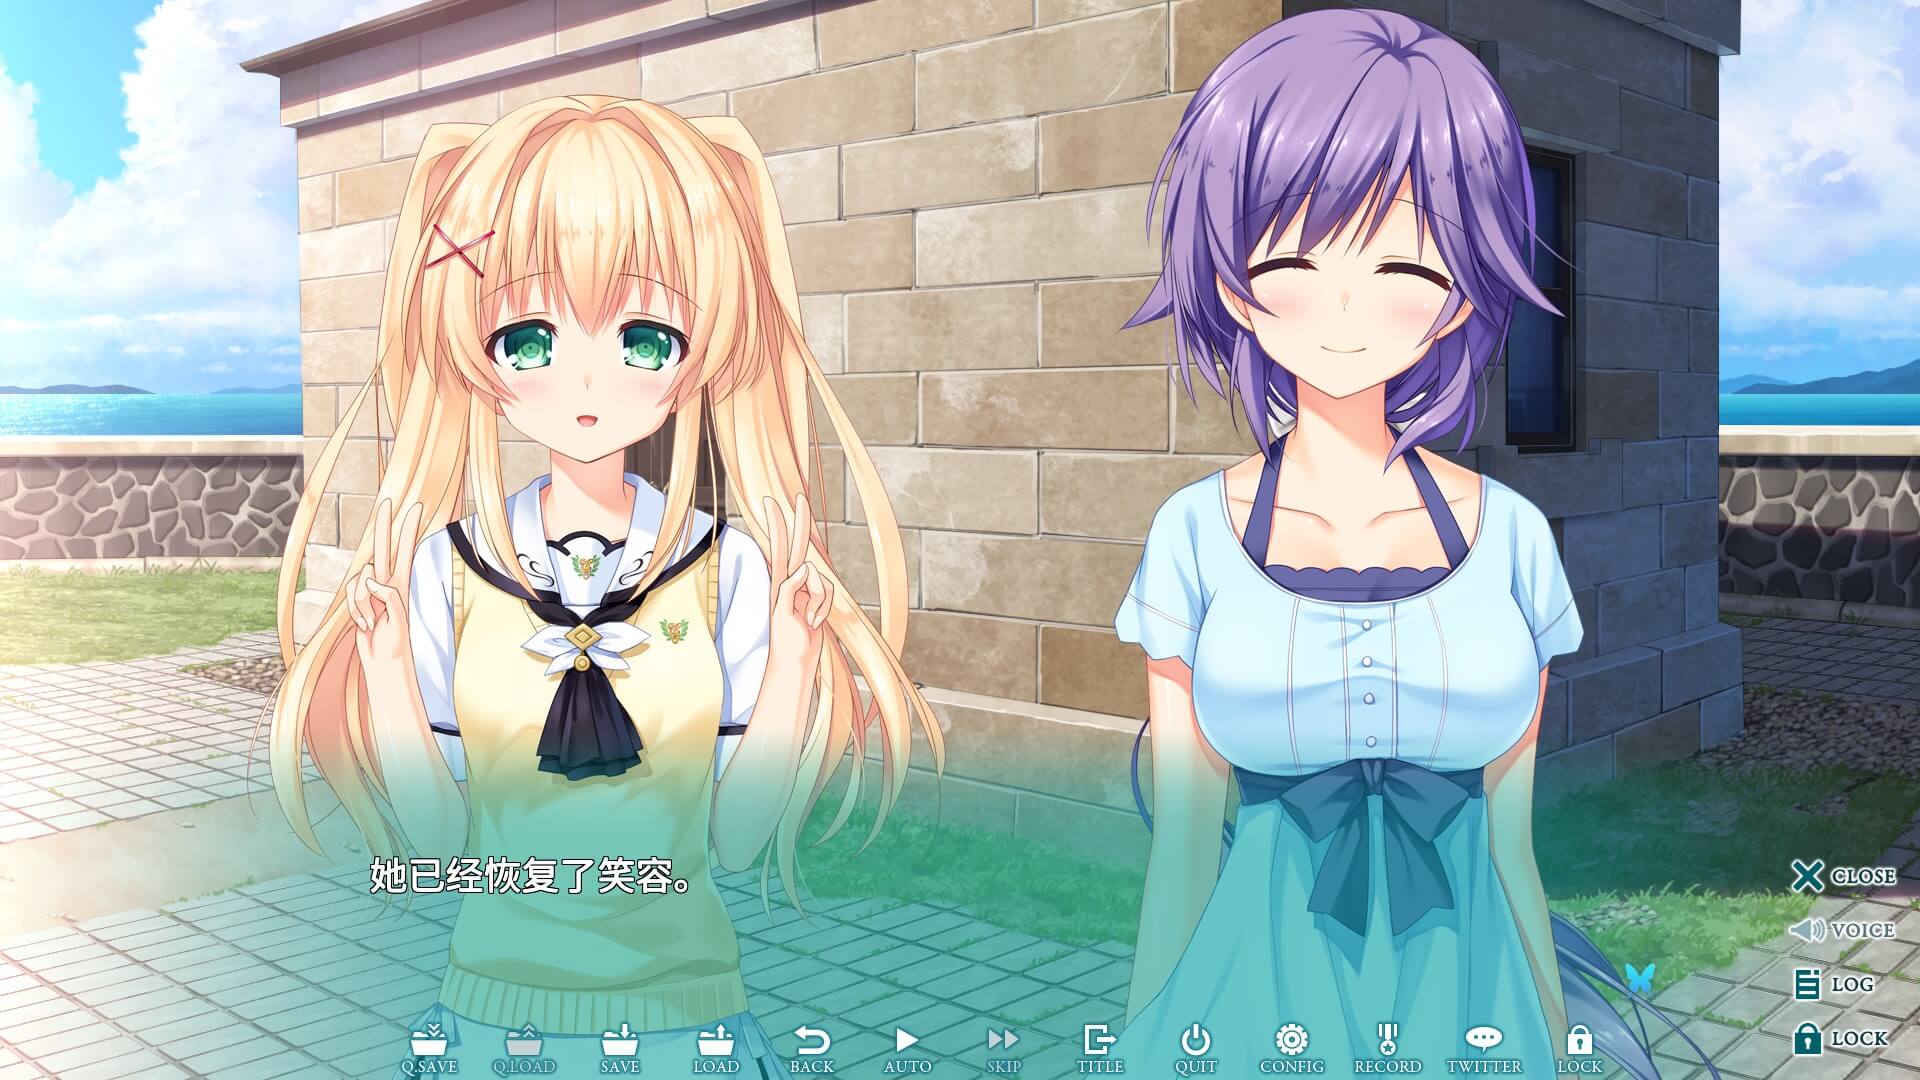 她已经恢复了笑容。
CLOSE
VOICE
LOG
LOCK
Q.SAVE Q.LOAD SAVE LOAD BACK AUTO SKIP TITLE QUIT CONFIG RECORD TWITTER LOCK